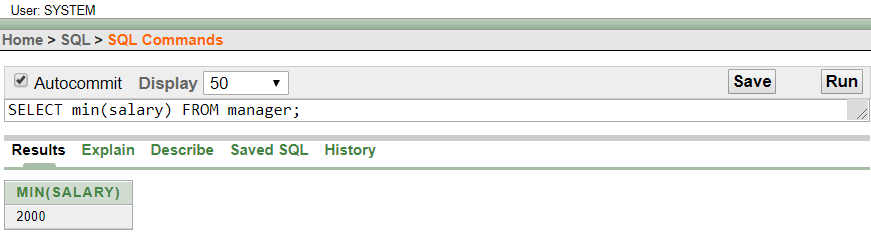 User: SYSTEM
Home > SQL > SQL Commands
Autocommit Display 50 Save Run
SELECT min(salary) FROM manager;
Results Explain Describe Saved SQL History
MIN(SALARY)
2000